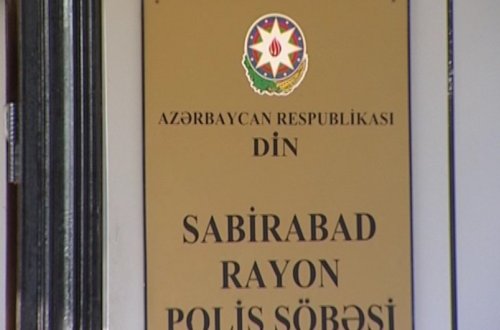 AZƏRBAYCAN RESPUBLİKASI
DİN
SABİRABAD
RAYON
POLİS ŞÖBƏSİ